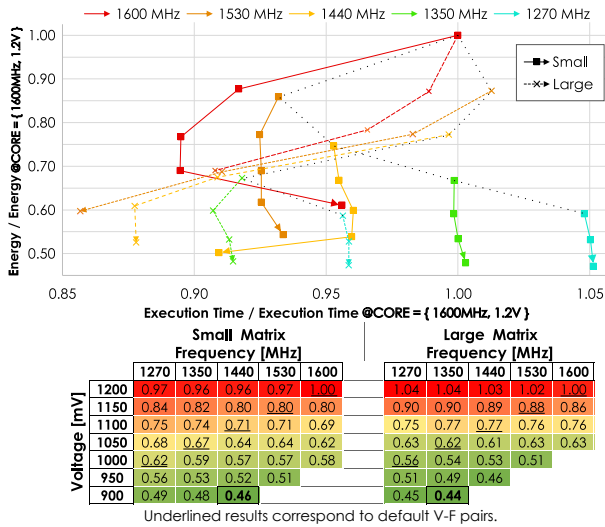 1600 MHz 1530 MHz 1440 MHz 1350 MHz 1270 MHz
Energy / Energy @CORE = { 1600MHz, 1.2V }
1.00
0.90
0.80
0.70
0.60
0.50
Small
Large
0.85 0.90 0.95 1.00 1.05
Execution Time / Execution Time @CORE = { 1600MHz, 1.2V }
Small Matrix Large Matrix
Frequency [MHz] Frequency [MHz]
1270 1350 1440 1530 1600 1270 1350 1440 1530 1600
Voltage [mV]
1200 0.97 0.96 0.96 0.97 1.00 1.04 1.04 1.03 1.02 1.00
1150 0.84 0.82 0.80 0.80 0.80 0.90 0.90 0.89 0.88 0.86
1100 0.75 0.74 0.71 0.71 0.69 0.75 0.77 0.77 0.76 0.76
1050 0.68 0.67 0.64 0.64 0.62 0.63 0.62 0.61 0.63 0.63
1000 0.62 0.59 0.57 0.57 0.58 0.56 0.54 0.53 0.51
950 0.56 0.53 0.52 0.51 0.51 0.49 0.46
900 0.49 0.48 0.46 0.45 0.44
Underlined results correspond to default V-F pairs.